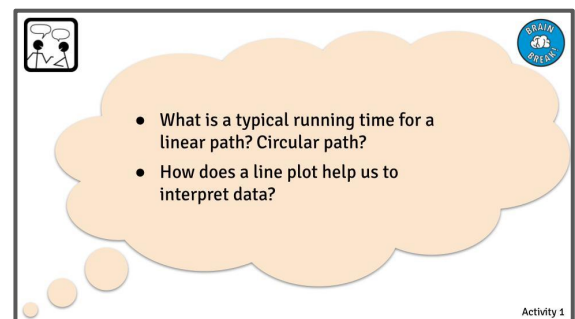 BRAIN
BREAK!
● What is a typical running time for a
linear path? Circular path?
● How does a line plot help us to
interpret data?
Activity 1